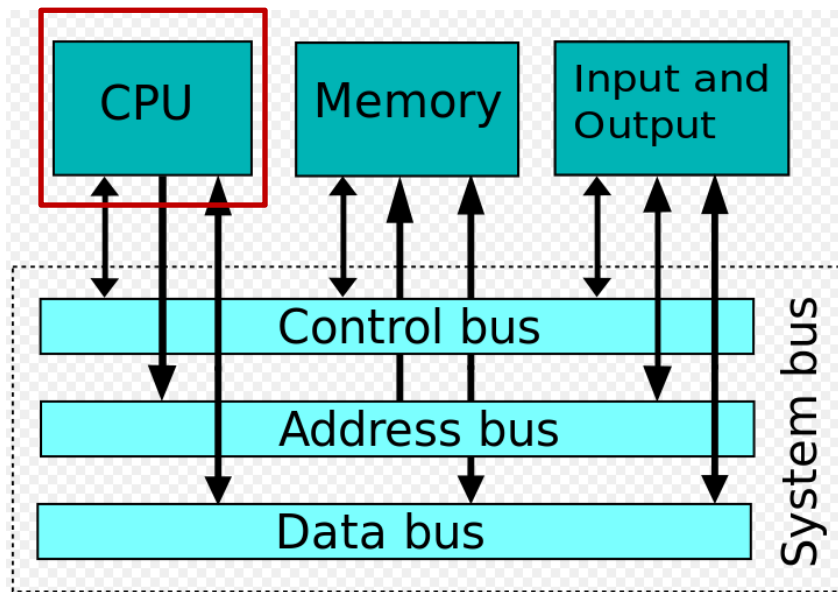 CPU
Memory
Input and
Output
Control bus
Address bus
Data bus
System bus